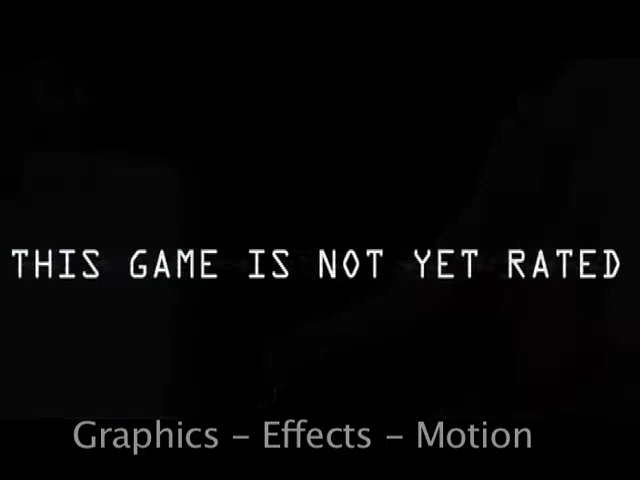 THIS GAME IS NOT YET RATED
Graphics – Effects – Motion